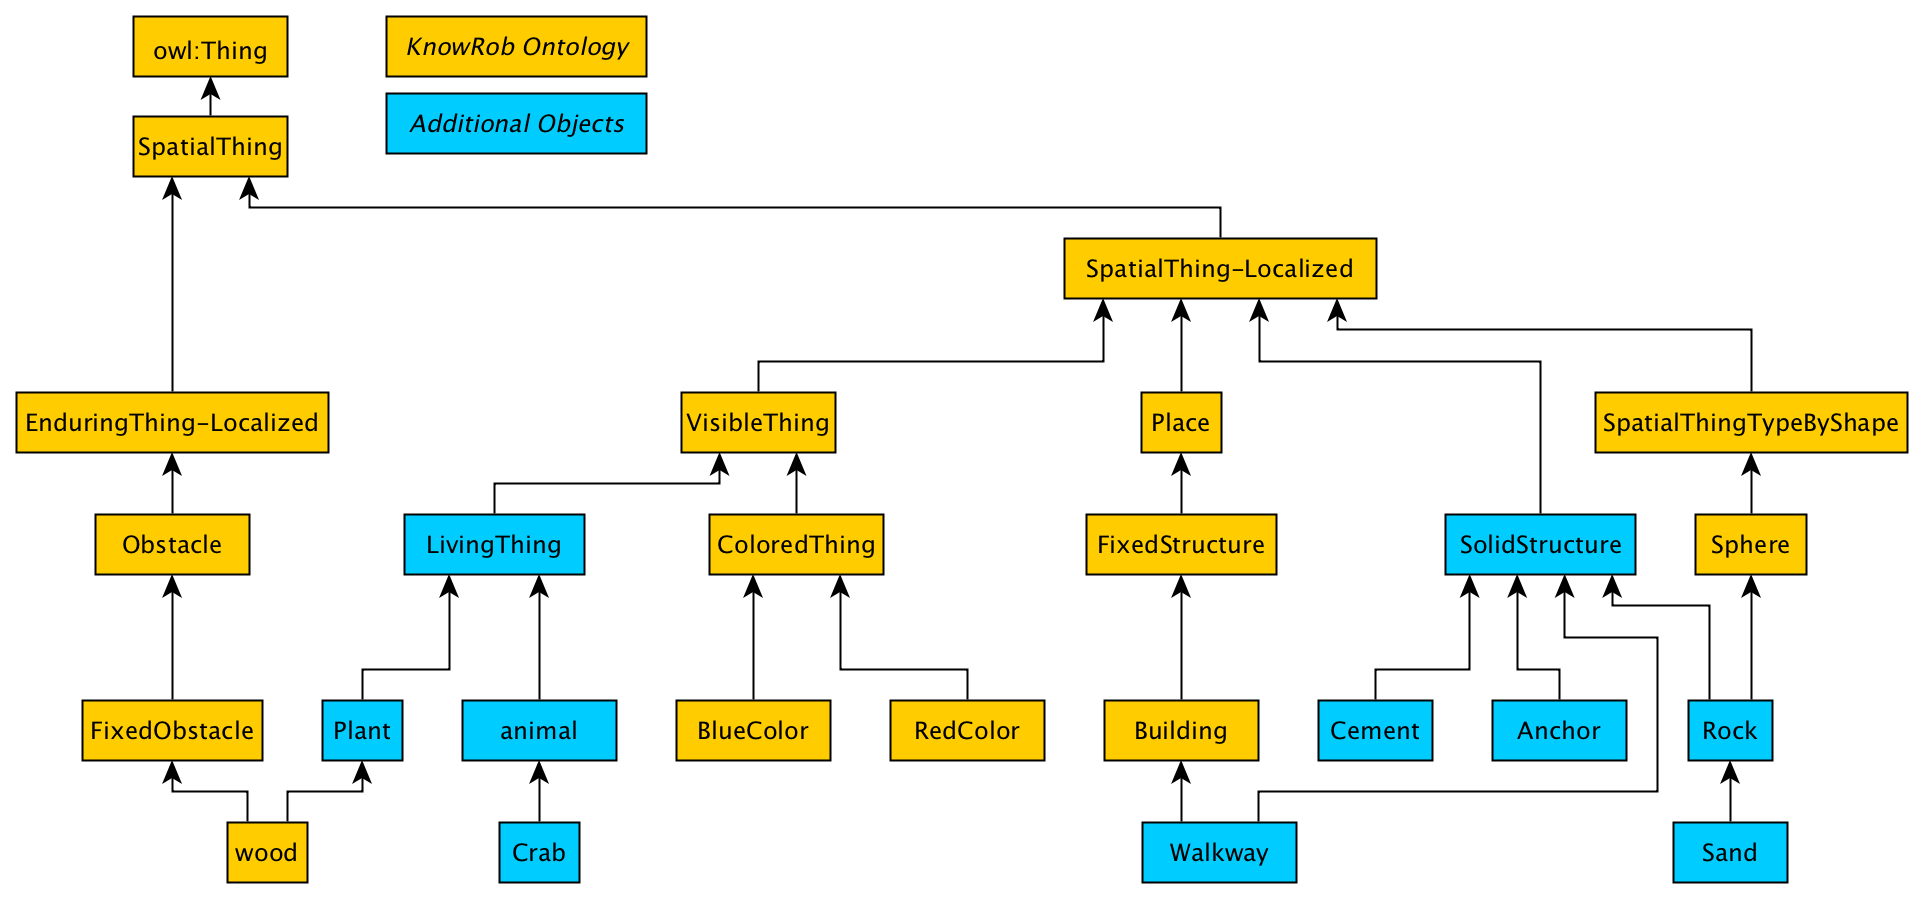 owl:Thing
KnowRob Ontology
Additional Objects
SpatialThing
SpatialThing-Localized
EnduringThing-Localized
VisibleThing
Place
SpatialThingTypeByShape
Obstacle
LivingThing
ColoredThing
FixedStructure
SolidStructure
Sphere
FixedObstacle
Plant
animal
BlueColor
RedColor
Building
Cement
Anchor
Rock
wood
Crab
Walkway
Sand